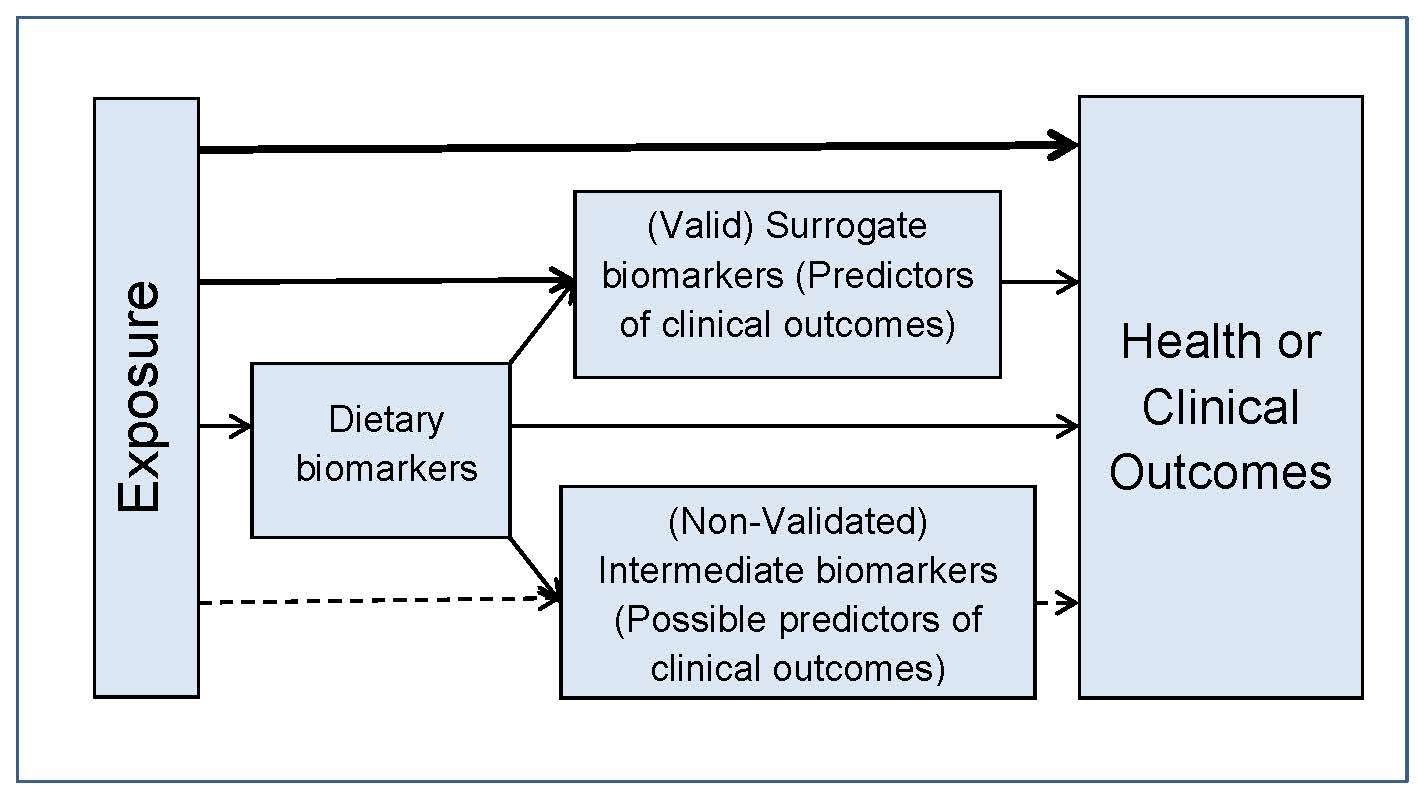 Exposure
Dietary
biomarkers
(Valid) Surrogate
biomarkers (Predictors
of clinical outcomes)
(Non-Validated)
Intermediate biomarkers
(Possible predictors of
clinical outcomes)
Health or
Clinical
Outcomes